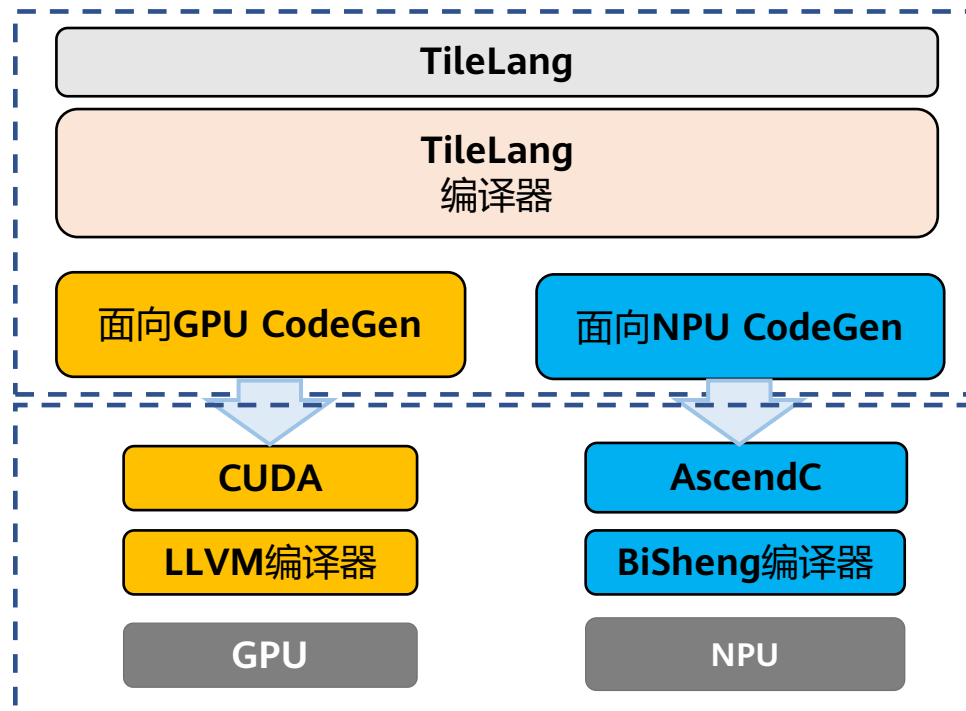 TileLang
TileLang
编译器
面向GPU CodeGen
面向NPU CodeGen
CUDA
AscendC
LLVM编译器
BiSheng编译器
GPU
NPU